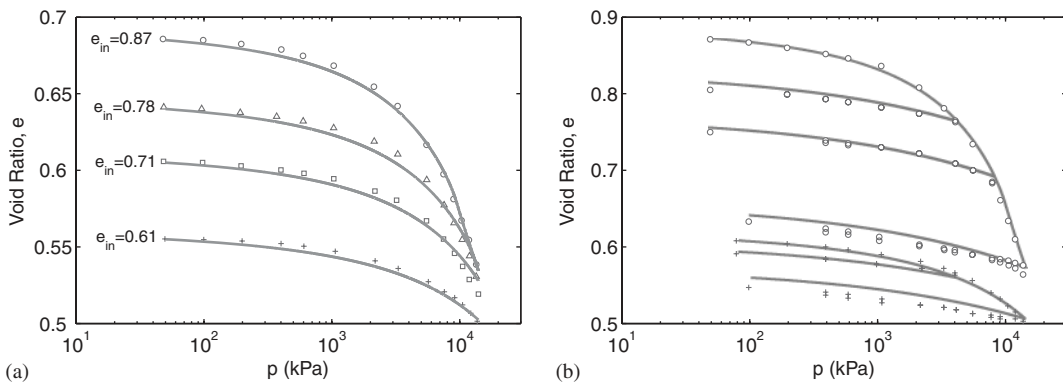 0.7
0.65
0.6
0.55
0.5
Void Ratio, e
e_in=0.87
e_in=0.78
e_in=0.71
e_in=0.61
10^1 10^2 10^3 10^4
p (kPa)
(a)
0.9
0.8
0.7
0.6
0.5
Void Ratio, e
10^1 10^2 10^3 10^4
p (kPa)
(b)